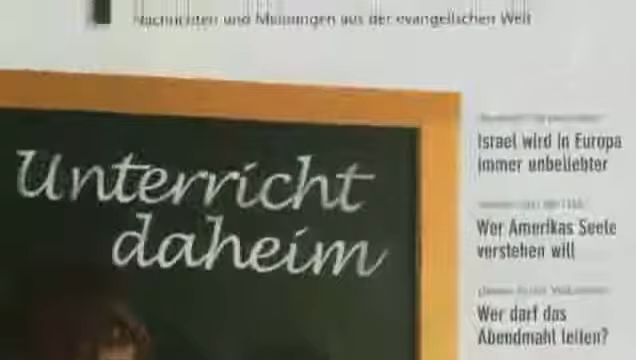 Nachrichten und Meinungen aus der evangelischen Welt
Unterricht
daheim
Israel wird in Europa
immer unbeliebter
Wer Amerikas Seele
verstehen will
Wer darf das
Abendmahl leiten?